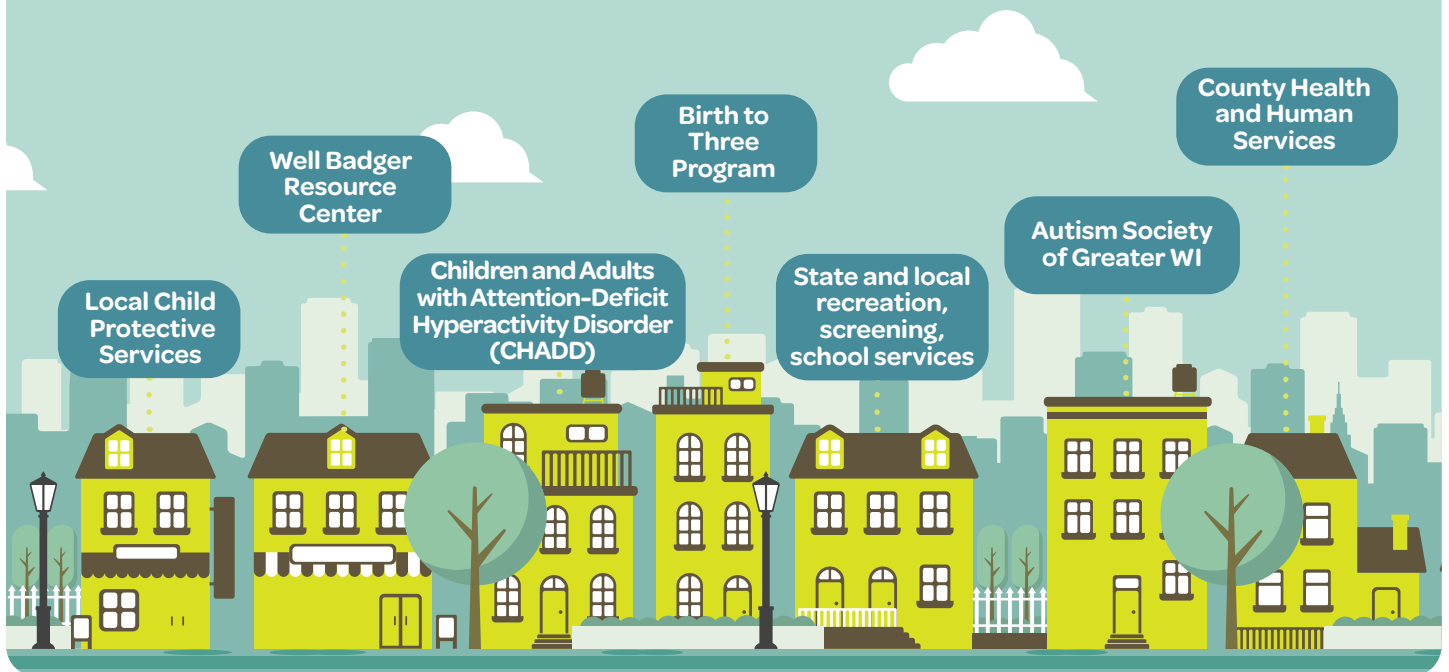 Local Child
Protective
Services
Well Badger
Resource
Center
Children and Adults
with Attention-Deficit
Hyperactivity Disorder
(CHADD)
Birth to
Three
Program
State and local
recreation,
screening,
school services
Autism Society
of Greater WI
County Health
and Human
Services